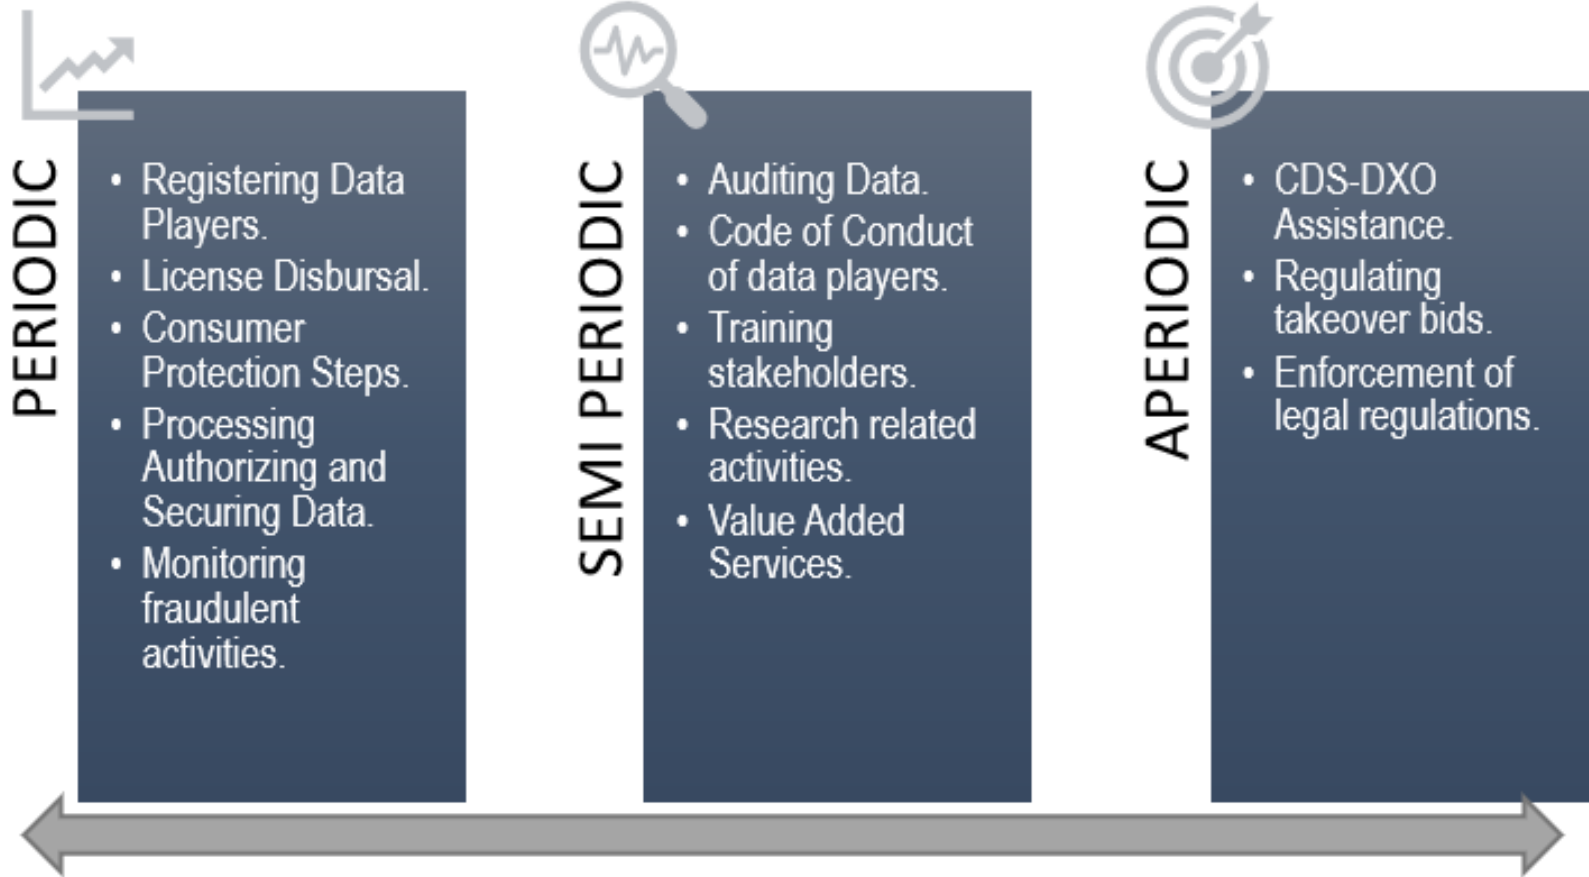 PERIODIC
• Registering Data
Players.
• License Disbursal.
• Consumer
Protection Steps.
• Processing
Authorizing and
Securing Data.
• Monitoring
fraudulent
activities.
SEMI PERIODIC
• Auditing Data.
• Code of Conduct
of data players.
• Training
stakeholders.
• Research related
activities.
• Value Added
Services.
APERIODIC
• CDS-DXO
Assistance.
• Regulating
takeover bids.
• Enforcement of
legal regulations.